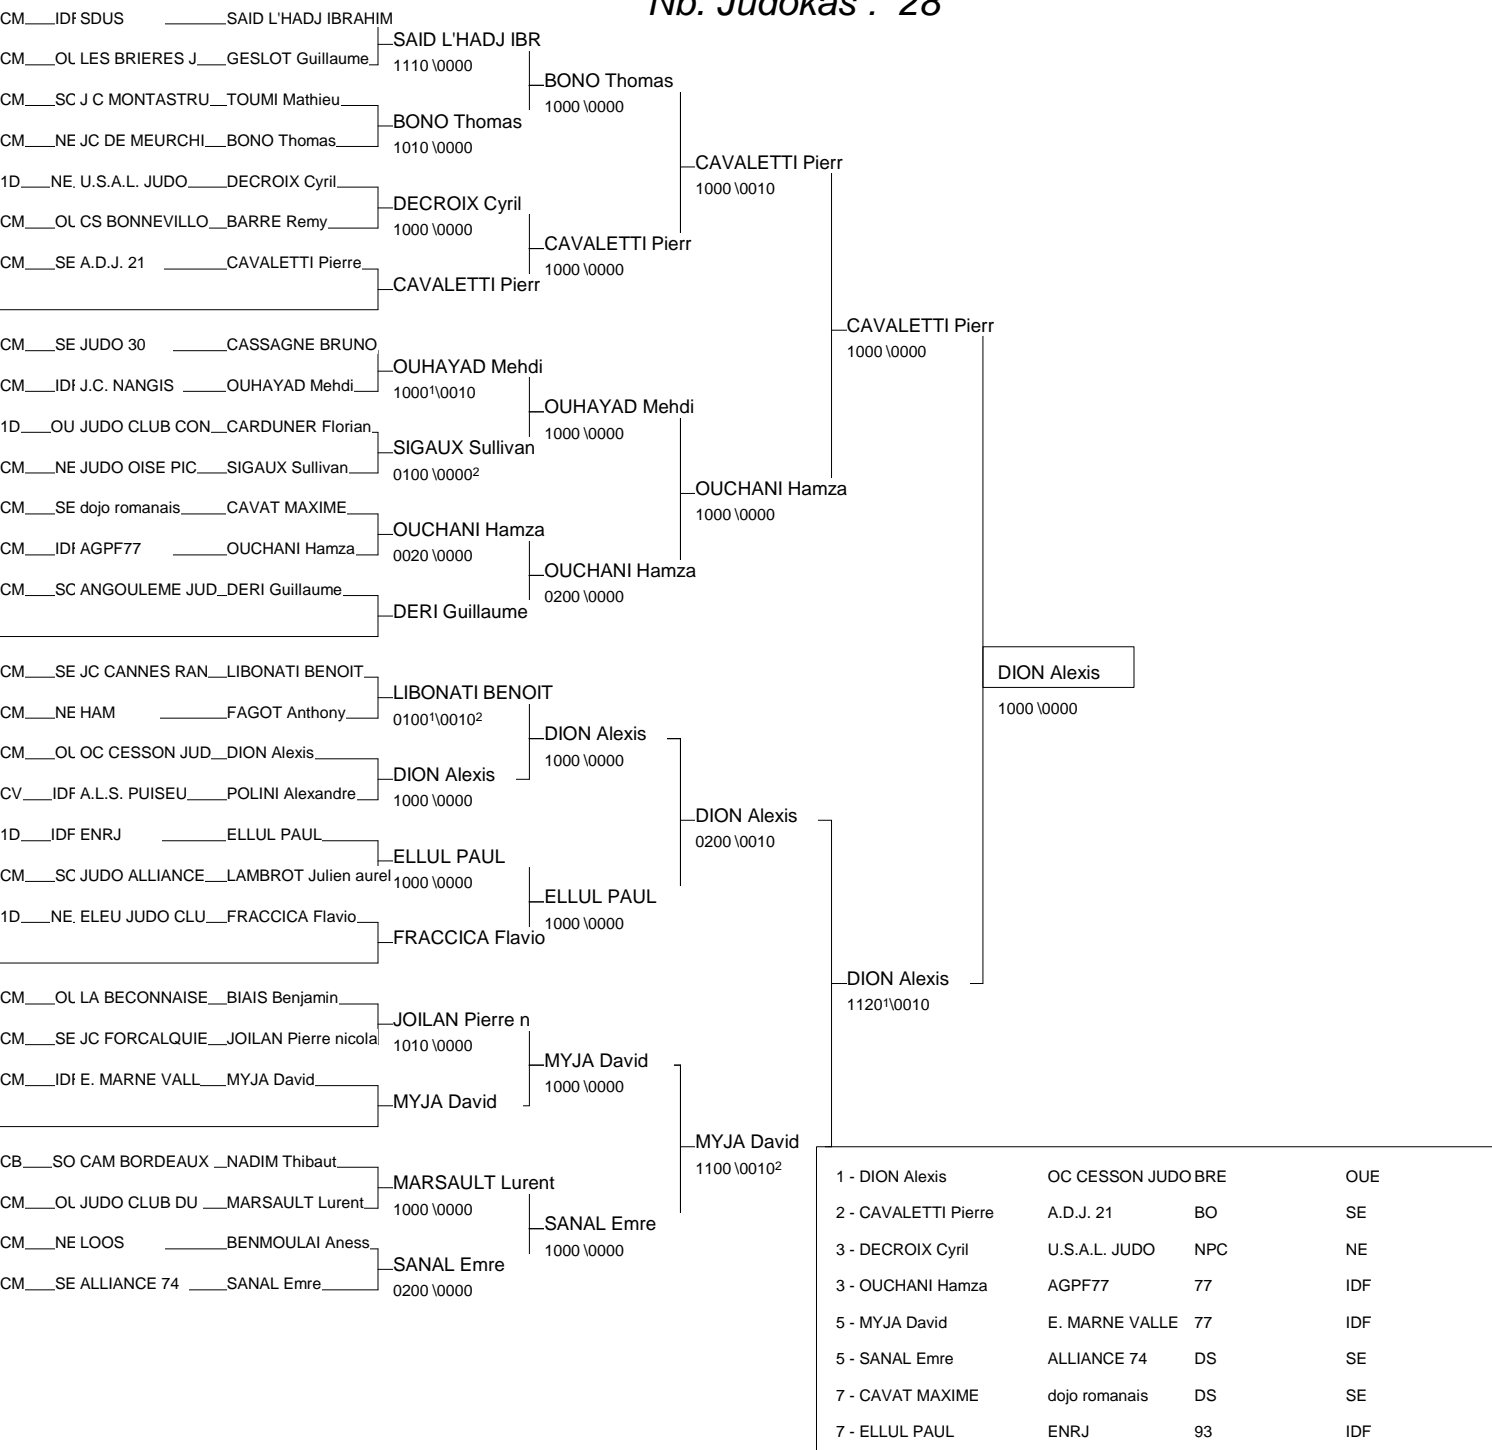 Nb. Judokas : 28
CM IDF SDUS SAID L'HADJ IBRAHIM
SAID L'HADJ IBR
CM OU LES BRIERES J GESLOT Guillaume
1110 \0000
BONO Thomas
CM SO J C MONTASTRU TOUMI Mathieu
1000 \0000
BONO Thomas
CM NE JC DE MEURCHI BONO Thomas
1010 \0000
CAVALETTI Pierr
1D NE U.S.A.L. JUDO DECROIX Cyril
1000 \0010
DECROIX Cyril
CM OU CS BONNEVILLO BARRE Remy
1000 \0000
CAVALETTI Pierr
CM SE A.D.J. 21 CAVALETTI Pierre
1000 \0000
CAVALETTI Pierr
CAVALETTI Pierr
CM SE JUDO 30 CASSAGNE BRUNO
1000 \0000
OUHAYAD Mehdi
CM IDF J.C. NANGIS OUHAYAD Mehdi
1000¹\0010
OUHAYAD Mehdi
CM 1D OU JUDO CLUB CON CARDUNER Florian
1000 \0000
SIGAUX Sullivan
CM NE JUDO OISE PIC SIGAUX Sullivan
0100 \0000²
OUCHANI Hamza
CM SE dojo romanais CAVAT MAXIME
1000 \0000
OUCHANI Hamza
CM IDF AGPF77 OUCHANI Hamza
0020 \0000
OUCHANI Hamza
CM SO ANGOULEME JUD DERI Guillaume
0200 \0000
DERI Guillaume
CM SE JC CANNES RAN LIBONATI BENOIT
DION Alexis
LIBONATI BENOIT
CM NE HAM FAGOT Anthony
1000 \0000
0100¹\0010²
DION Alexis
CM OU OC CESSON JUD DION Alexis
1000 \0000
DION Alexis
CV IDF A.L.S. PUISEU POLINI Alexandre
1000 \0000
DION Alexis
1D IDF ENRJ ELLUL PAUL
0200 \0010
ELLUL PAUL
CM SO JUDO ALLIANCE LAMBROT Julien aurel
1000 \0000
ELLUL PAUL
1D NE ELEU JUDO CLU FRACCICA Flavio
1000 \0000
FRACCICA Flavio
DION Alexis
CM OU LA BECONNAISE BIAIS Benjamin
1120¹\0010
JOILAN Pierre n
CM SE JC FORCALQUIE JOILAN Pierre nicola
1010 \0000
MYJA David
CM IDF E. MARNE VALL MYJA David
1000 \0000
MYJA David
MYJA David
CB SO CAM BORDEAUX NADIM Thibaut
1100 \0010²
MARSAULT Lurent
CM OU JUDO CLUB DU MARSAULT Lurent
1000 \0000
SANAL Emre
CM NE LOOS BENMOULAI Aness
1000 \0000
SANAL Emre
CM SE ALLIANCE 74 SANAL Emre
0200 \0000
1 - DION Alexis OC CESSON JUDO BRE OUE
2 - CAVALETTI Pierre A.D.J. 21 BO SE
3 - DECROIX Cyril U.S.A.L. JUDO NPC NE
3 - OUCHANI Hamza AGPF77 77 IDF
5 - MYJA David E. MARNE VALLE 77 IDF
5 - SANAL Emre ALLIANCE 74 DS SE
7 - CAVAT MAXIME dojo romanais DS SE
7 - ELLUL PAUL ENRJ 93 IDF